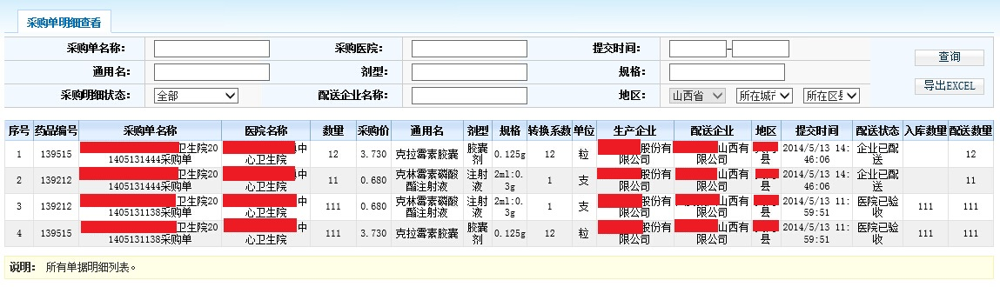 采购单明细查看
采购单名称： 采购医院： 提交时间： -
通用名： 剂型： 规格： 查询
采购明细状态： 全部 配送企业名称： 地区： 山西省 所在城市 所在区县 导出EXCEL
序号 药品编号 采购单名称 医院名称 数量 采购价 通用名 剂型 规格 转换系数 单位 生产企业 配送企业 地区 提交时间 配送状态 入库数量 配送数量
1 139515 卫生院201405131444采购单 中心卫生院 12 3.730 克拉霉素胶囊 胶囊剂 0.125g 12 粒 股份有限公司 山西有限公司 县 2014/5/13 14:46:06 企业已配送 12
2 139212 卫生院201405131444采购单 中心卫生院 11 0.680 克林霉素磷酸酯注射液 注射液 2ml:0.3g 1 支 股份有限公司 山西有限公司 县 2014/5/13 14:46:06 企业已配送 11
3 139212 卫生院201405131138采购单 中心卫生院 111 0.680 克林霉素磷酸酯注射液 注射液 2ml:0.3g 1 支 股份有限公司 山西有限公司 县 2014/5/13 11:59:51 医院已验收 111 111
4 139515 卫生院201405131138采购单 中心卫生院 111 3.730 克拉霉素胶囊 胶囊剂 0.125g 12 粒 股份有限公司 山西有限公司 县 2014/5/13 11:59:51 医院已验收 111 111
说明： 所有单据明细列表。